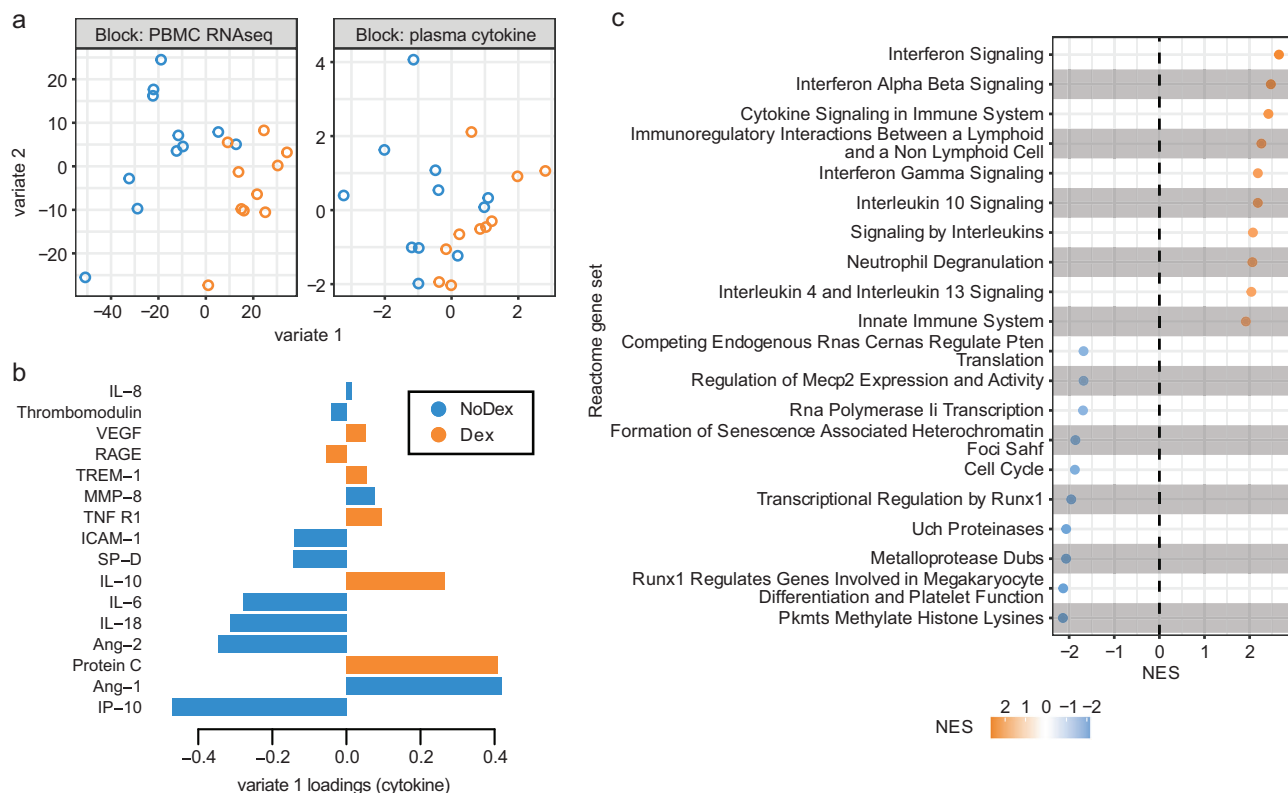 a
Block: PBMC RNAseq
Block: plasma cytokine
variate 2
20
10
0
−10
−20
−40
−20
0
20
4
2
0
−2
−2
0
2
variate 1
b
IL−8
Thrombomodulin
VEGF
RAGE
TREM−1
MMP−8
TNF R1
ICAM−1
SP−D
IL−10
IL−6
IL−18
Ang−2
Protein C
Ang−1
IP−10
NoDex
Dex
−0.4
−0.2
0.0
0.2
0.4
variate 1 loadings (cytokine)
c
Reactome gene set
Interferon Signaling
Interferon Alpha Beta Signaling
Cytokine Signaling in Immune System
Immunoregulatory Interactions Between a Lymphoid
and a Non Lymphoid Cell
Interferon Gamma Signaling
Interleukin 10 Signaling
Signaling by Interleukins
Neutrophil Degranulation
Interleukin 4 and Interleukin 13 Signaling
Innate Immune System
Competing Endogenous Rnas Cernas Regulate Pten
Translation
Regulation of Mecp2 Expression and Activity
Rna Polymerase Ii Transcription
Formation of Senescence Associated Heterochromatin
Foci Sahf
Cell Cycle
Transcriptional Regulation by Runx1
Uch Proteinases
Metalloprotease Dubs
Runx1 Regulates Genes Involved in Megakaryocyte
Differentiation and Platelet Function
Pkmts Methylate Histone Lysines
−2
−1
0
1
2
NES
NES
2 1 0 −1 −2